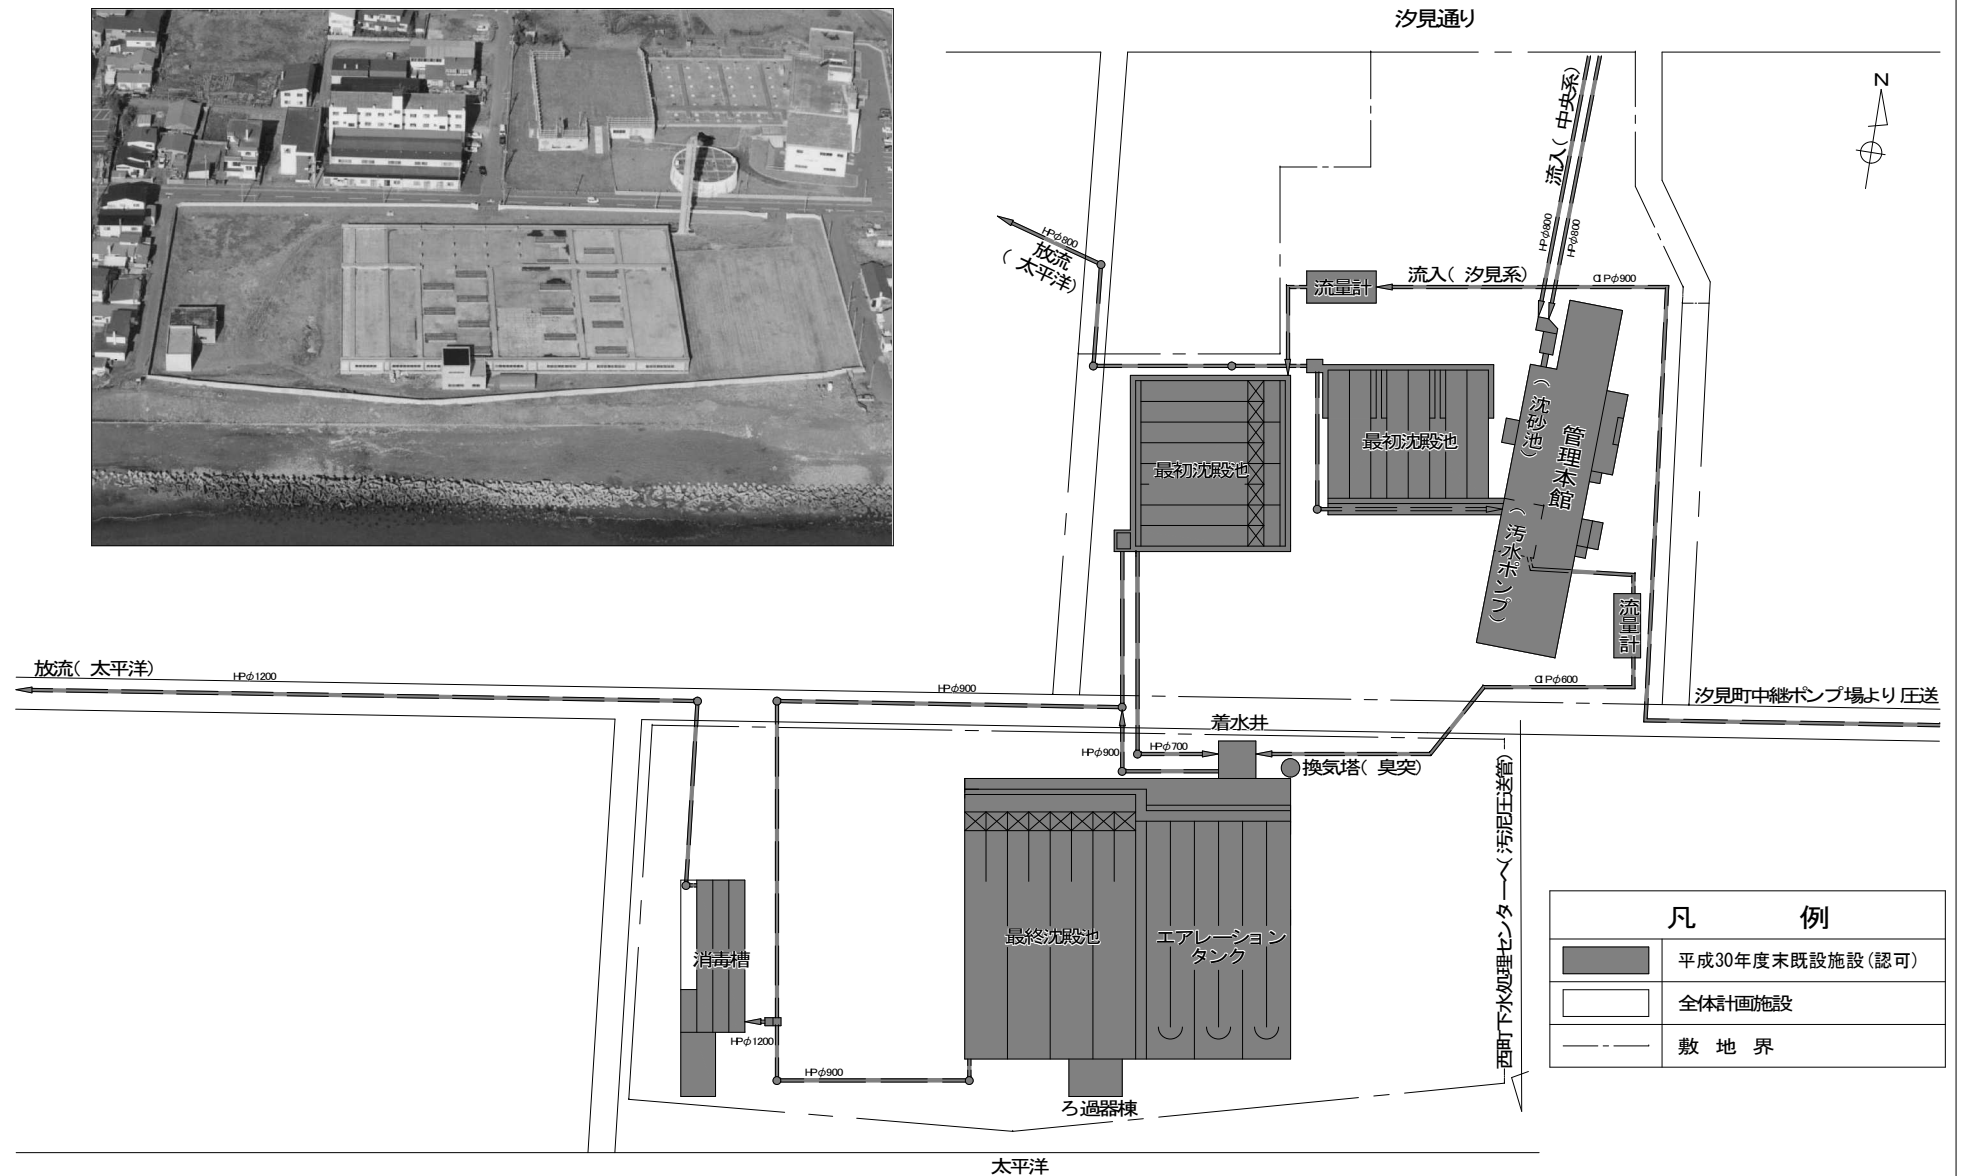 汐見通り
N
流入(中央系)
HPφ800
HPφ800
HPφ800
放流
(太平洋)
流量計
流入(汐見系)
CIPφ900
最初沈殿池
最初沈殿池
(沈砂池)
管理本館
(汚水ポンプ)
流量計
放流(太平洋)
HPφ1200
HPφ900
CIPφ600
汐見町中継ポンプ場より圧送
着水井
HPφ900
HPφ700
換気塔(臭突)
西町下水処理センターへ(汚泥圧送管)
最終沈殿池
エアレーション
タンク
消毒槽
HPφ1200
HPφ900
ろ過器棟
太平洋
凡 例
平成30年度末既設施設(認可)
全体計画施設
敷地界